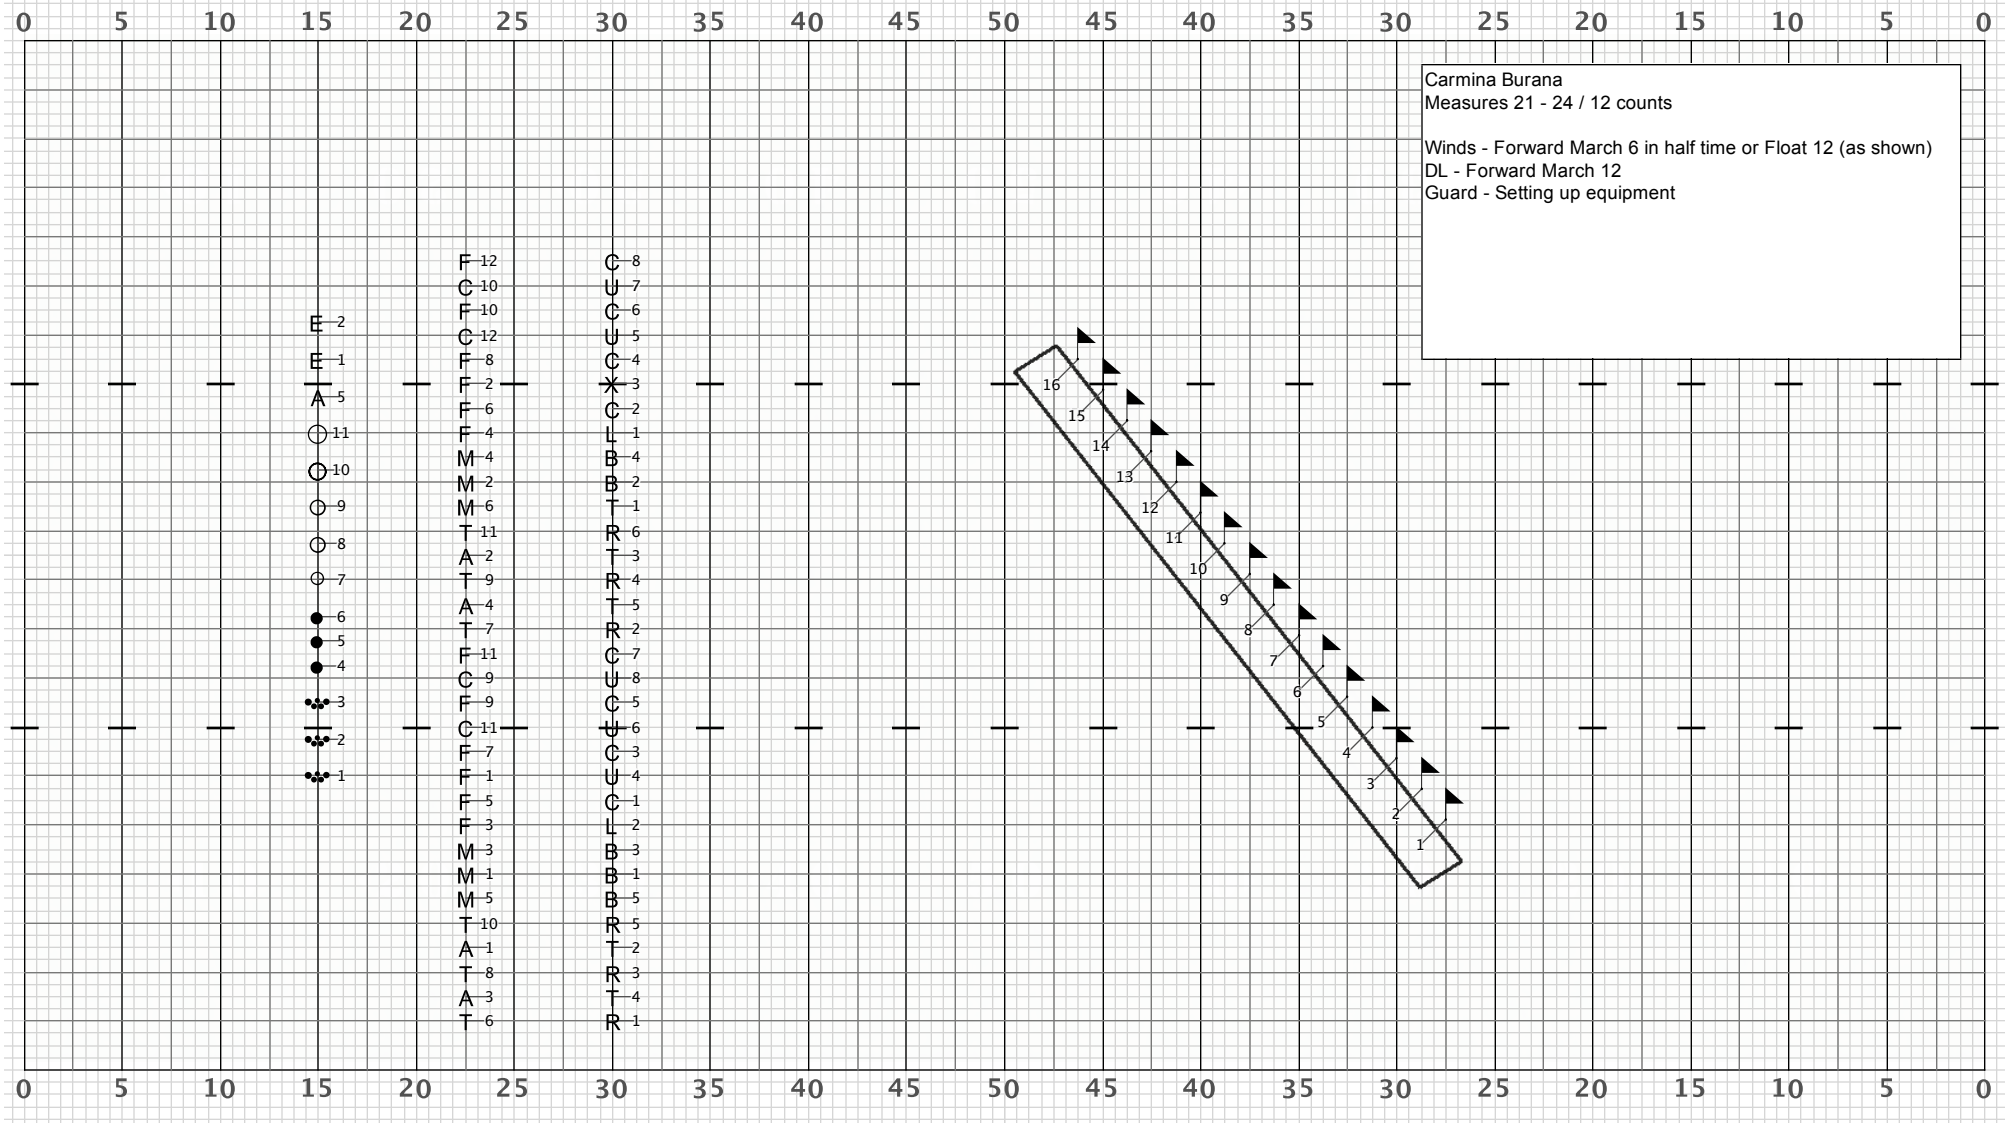 0 5 10 15 20 25 30 35 40 45 50 45 40 35 30 25 20 15 10 5 0
Carmina Burana
Measures 21 - 24 / 12 counts
Winds - Forward March 6 in half time or Float 12 (as shown)
DL - Forward March 12
Guard - Setting up equipment
E 2
E 1
A 5
11
10
9
8
7
6
5
4
3
2
1
F 12
C 10
F 10
C 12
F 8
F 2
F 6
F 4
M 4
M 2
M 6
T 11
A 2
T 9
A 4
T 7
F 11
C 9
F 9
C 11
F 7
F 1
F 5
F 3
M 3
M 1
M 5
T 10
A 1
T 8
A 3
T 6
C 8
U 7
C 6
U 5
C 4
X 3
C 2
L 1
B 4
B 2
T 1
R 6
T 3
R 4
T 5
R 2
C 7
U 8
C 5
U 6
C 3
U 4
C 1
L 2
B 3
B 1
B 5
R 5
T 2
R 3
T 4
R 1
16
15
14
13
12
11
10
9
8
7
6
5
4
3
2
1
0 5 10 15 20 25 30 35 40 45 50 45 40 35 30 25 20 15 10 5 0